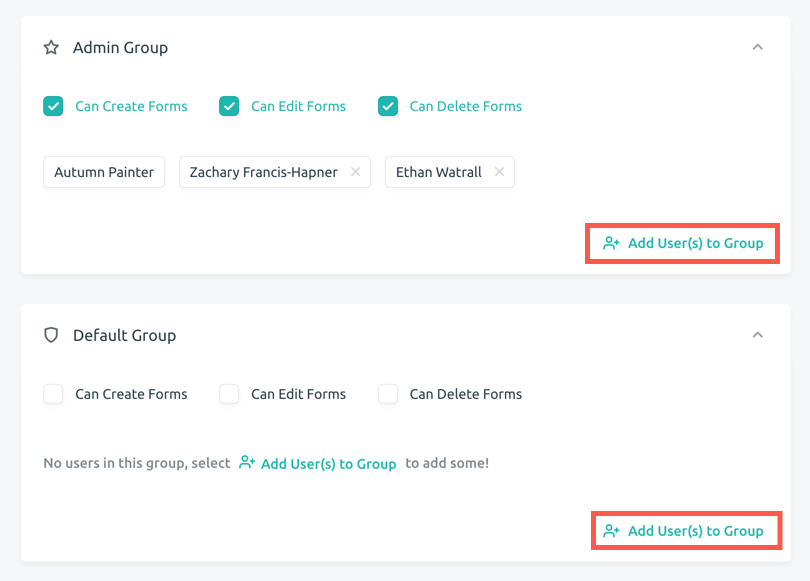 Admin Group
Can Create Forms Can Edit Forms Can Delete Forms
Autumn Painter Zachary Francis-Hapner Ethan Watrall
Add User(s) to Group
Default Group
Can Create Forms Can Edit Forms Can Delete Forms
No users in this group, select Add User(s) to Group to add some!
Add User(s) to Group